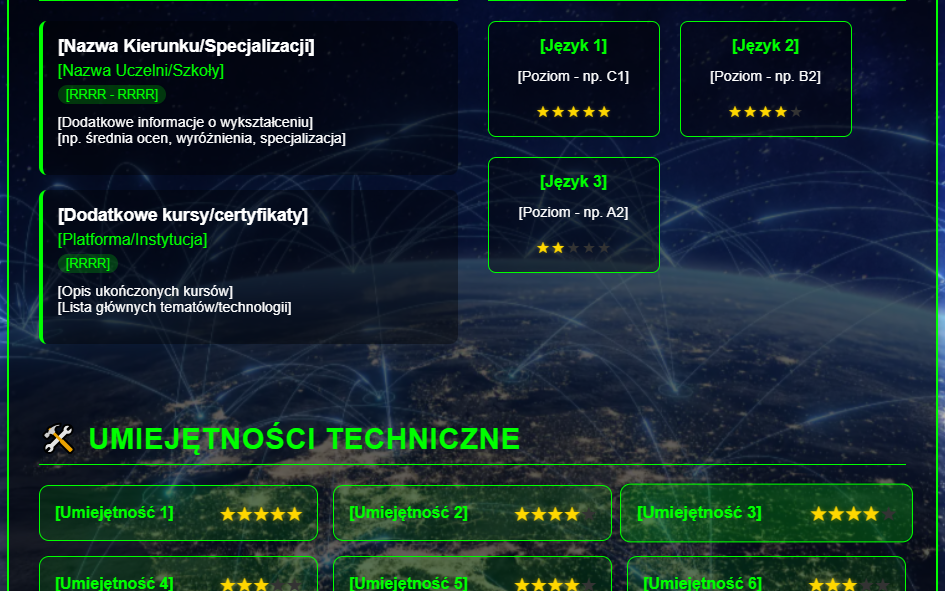 [Nazwa Kierunku/Specjalizacji]
[Nazwa Uczelni/Szkoły]
[RRRR - RRRR]
[Dodatkowe informacje o wykształceniu]
[np. średnia ocen, wyróżnienia, specjalizacja]
[Dodatkowe kursy/certyfikaty]
[Platforma/Instytucja]
[RRRR]
[Opis ukończonych kursów]
[Lista głównych tematów/technologii]
[Język 1]
[Poziom - np. C1]
[Język 2]
[Poziom - np. B2]
[Język 3]
[Poziom - np. A2]
UMIEJĘTNOŚCI TECHNICZNE
[Umiejętność 1]
[Umiejętność 2]
[Umiejętność 3]
[Umiejętność 4]
[Umiejętność 5]
[Umiejętność 6]